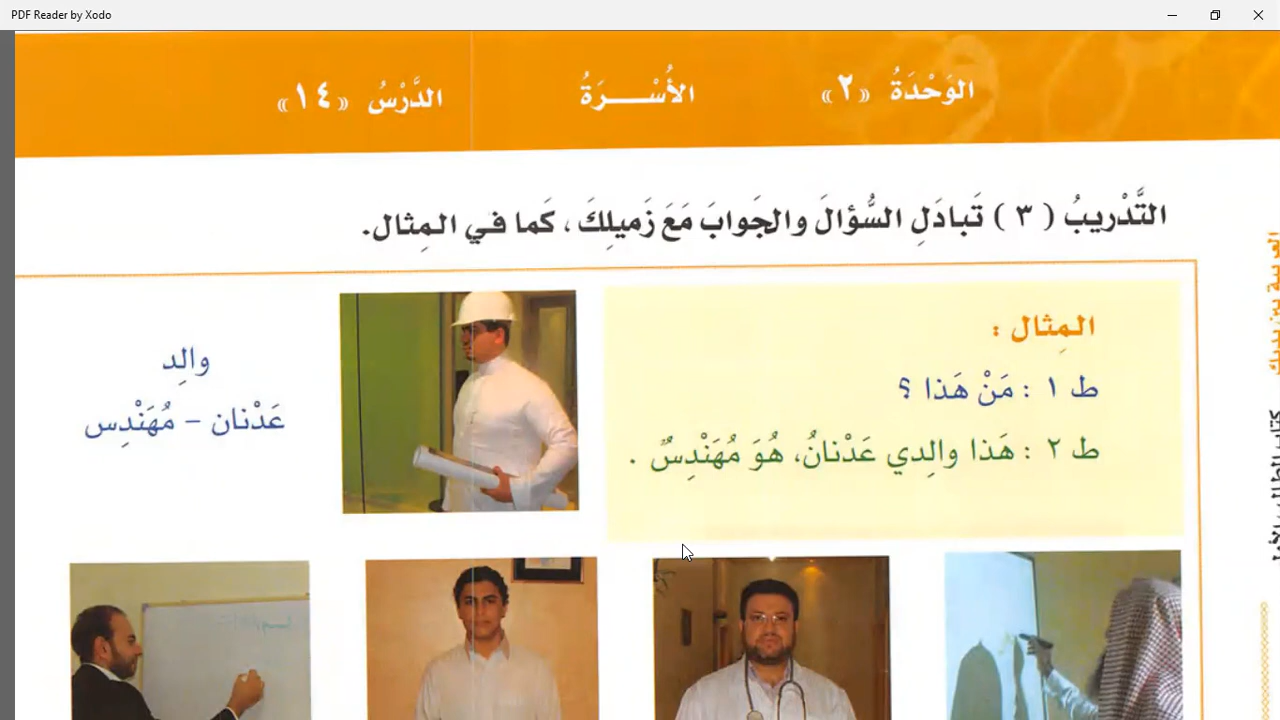 PDF Reader by Xodo
الوَحْدَةُ «٢» الأُسْـــرَةُ الدَّرْسُ «١٤»
التَّدْريبُ ( ٣ ) تَبادَلِ السُّؤالَ والجَوابَ مَعَ زَميلِكَ ، كَما في المِثال.
المِثال :
ط ١ : مَنْ هَذا ؟
ط ٢ : هَذا والِدي عَدْنانُ، هُوَ مُهَنْدِسٌ .
والِد
عَدْنان – مُهَنْدِس